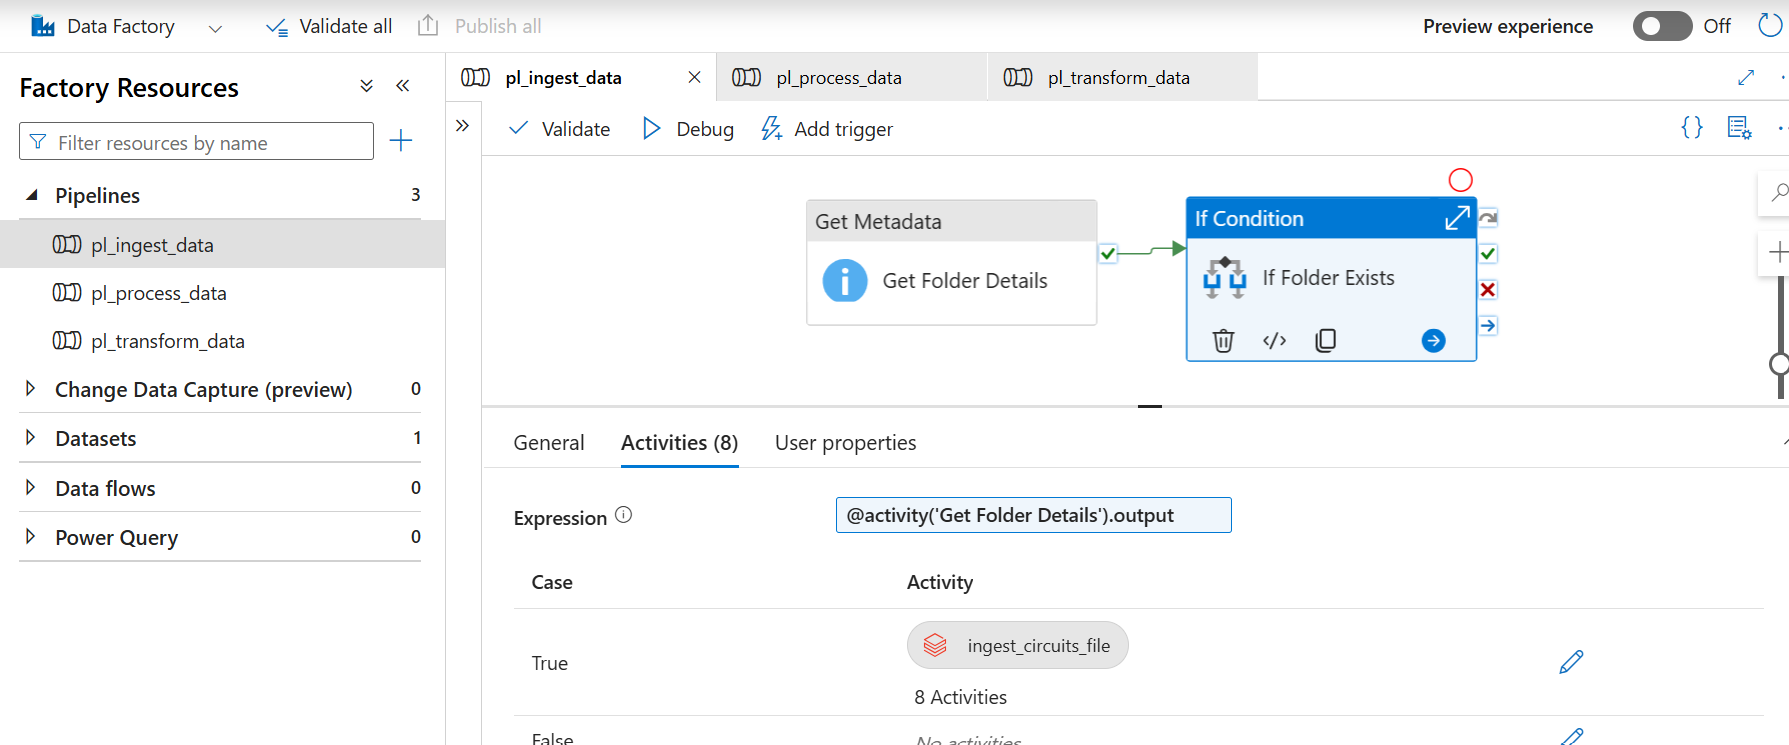 Data Factory
Validate all
Publish all
Preview experience
Off
Factory Resources
Filter resources by name
Pipelines 3
pl_ingest_data
pl_process_data
pl_transform_data
Change Data Capture (preview) 0
Datasets 1
Data flows 0
Power Query 0
pl_ingest_data
pl_process_data
pl_transform_data
Validate
Debug
Add trigger
Get Metadata
Get Folder Details
If Condition
If Folder Exists
General
Activities (8)
User properties
Expression
@activity('Get Folder Details').output
Case Activity
True
ingest_circuits_file
8 Activities
False
No activities